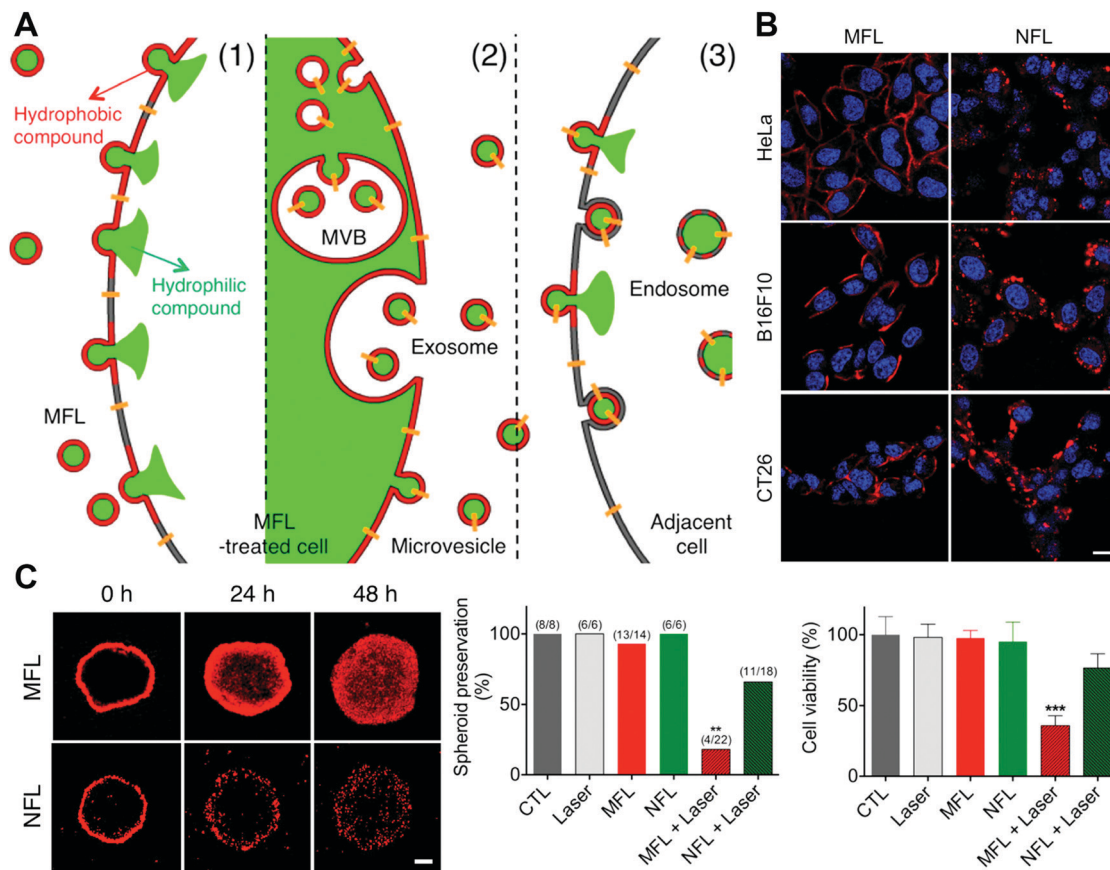 A
(1)
(2)
(3)
Hydrophobic
compound
Hydrophilic
compound
MFL
MVB
Exosome
MFL
-treated cell
Microvesicle
Endosome
Adjacent
cell
B
MFL
NFL
HeLa
B16F10
CT26
C
0 h
24 h
48 h
MFL
NFL
Spheroid preservation
(%)
100
50
0
(8/8)
(6/6)
(13/14)
(6/6)
**
(4/22)
(11/18)
CTL
Laser
MFL
NFL
MFL + Laser
NFL + Laser
Cell viability (%)
100
50
0
***
CTL
Laser
MFL
NFL
MFL + Laser
NFL + Laser